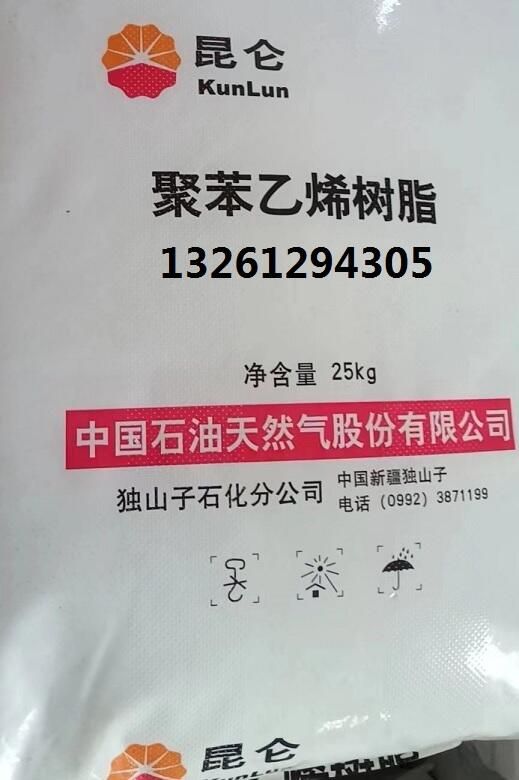 昆仑
KunLun
聚苯乙烯树脂
13261294305
净含量 25kg
中国石油天然气股份有限公司
独山子石化分公司
中国新疆独山子
电话 (0992) 3871199
昆仑
KunLun